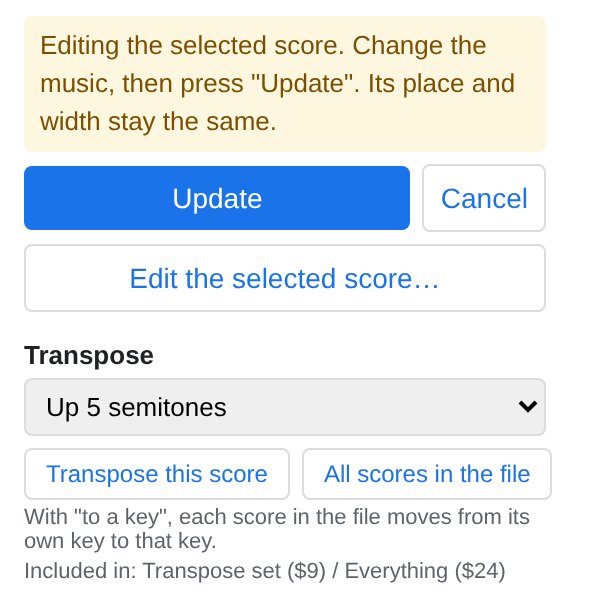 Editing the selected score. Change the
music, then press "Update". Its place and
width stay the same.
Update
Cancel
Edit the selected score…
Transpose
Up 5 semitones
Transpose this score
All scores in the file
With "to a key", each score in the file moves from its
own key to that key.
Included in: Transpose set ($9) / Everything ($24)